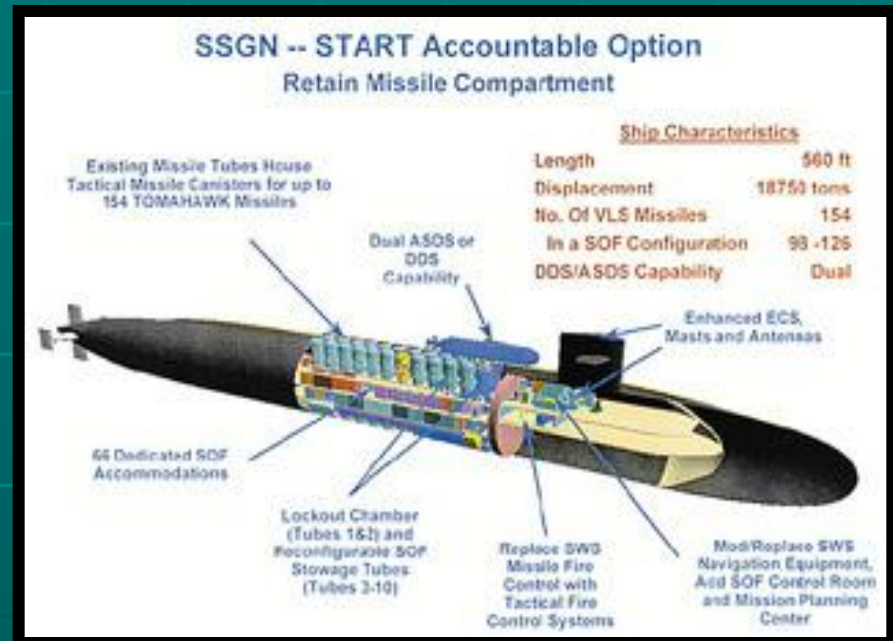 SSGN -- START Accountable Option
Retain Missile Compartment
Ship Characteristics
Length 560 ft
Displacement 18750 tons
No. Of VLS Missiles 154
In a SOF Configuration 98 -126
DDS/ASDS Capability Dual
Existing Missile Tubes House
Tactical Missile Canisters for up to
154 TOMAHAWK Missiles
Dual ASDS or
DDS
Capability
Enhanced ECS,
Masts and Antenas
66 Dedicated SOF
Accommodations
Lockout Chamber
(Tubes 1&2) and
Reconfigurable SOF
Stowage Tubes
(Tubes 3-10)
Replace SWS
Missile Fire
Control with
Tactical Fire
Control Systems
Mod/Replace SWS
Navigation Equipment,
Add SOF Control Room
and Mission Planning
Center